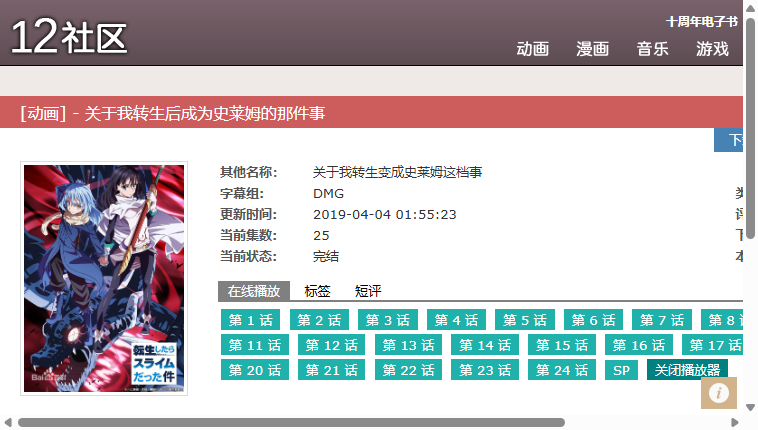 12社区
十周年电子书
动画 漫画 音乐 游戏
[动画] - 关于我转生后成为史莱姆的那件事
其他名称: 关于我转生变成史莱姆这档事
字幕组: DMG
更新时间: 2019-04-04 01:55:23
当前集数: 25
当前状态: 完结
転生したら
スライム
だった件
在线播放 标签 短评
第 1 话 第 2 话 第 3 话 第 4 话 第 5 话 第 6 话 第 7 话 第 8
第 11 话 第 12 话 第 13 话 第 14 话 第 15 话 第 16 话 第 17 话
第 20 话 第 21 话 第 22 话 第 23 话 第 24 话 SP 关闭播放器